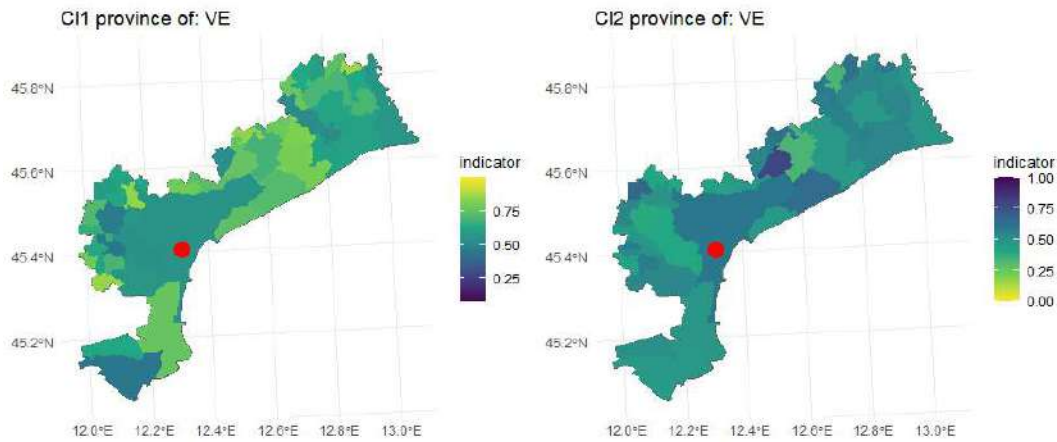 CI1 province of: VE
45.8°N
45.6°N
45.4°N
45.2°N
12.0°E 12.2°E 12.4°E 12.6°E 12.8°E 13.0°E
indicator
0.75
0.50
0.25
CI2 province of: VE
45.8°N
45.6°N
45.4°N
45.2°N
12.0°E 12.2°E 12.4°E 12.6°E 12.8°E 13.0°E
indicator
1.00
0.75
0.50
0.25
0.00